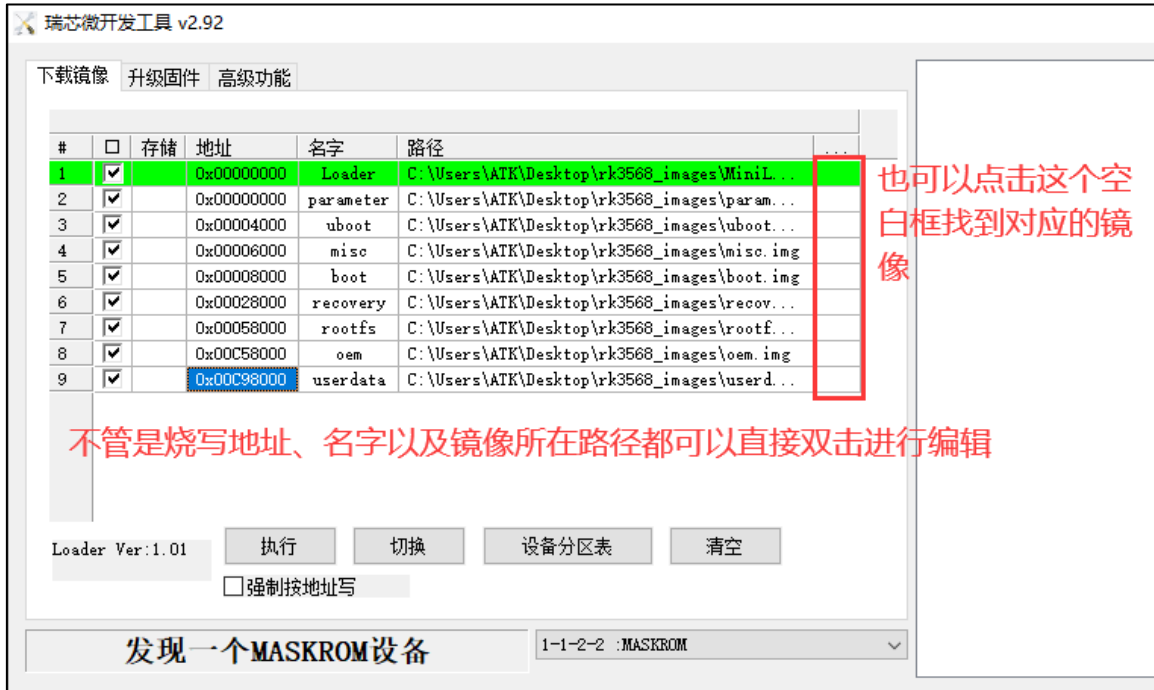 瑞芯微开发工具 v2.92
下载镜像 升级固件 高级功能
# 存储 地址 名字 路径 ...
1 0x00000000 Loader C:\Users\ATK\Desktop\rk3568_images\MiniL...
2 0x00000000 parameter C:\Users\ATK\Desktop\rk3568_images\param...
3 0x00004000 uboot C:\Users\ATK\Desktop\rk3568_images\uboot...
4 0x00006000 misc C:\Users\ATK\Desktop\rk3568_images\misc.img
5 0x00008000 boot C:\Users\ATK\Desktop\rk3568_images\boot.img
6 0x00028000 recovery C:\Users\ATK\Desktop\rk3568_images\recov...
7 0x00058000 rootfs C:\Users\ATK\Desktop\rk3568_images\rootf...
8 0x00C58000 oem C:\Users\ATK\Desktop\rk3568_images\oem.img
9 0x00C98000 userdata C:\Users\ATK\Desktop\rk3568_images\userd...
也可以点击这个空
白框找到对应的镜
像
不管是烧写地址、名字以及镜像所在路径都可以直接双击进行编辑
Loader Ver:1.01 执行 切换 设备分区表 清空
强制按地址写
发现一个MASKROM设备 1-1-2-2 :MASKROM